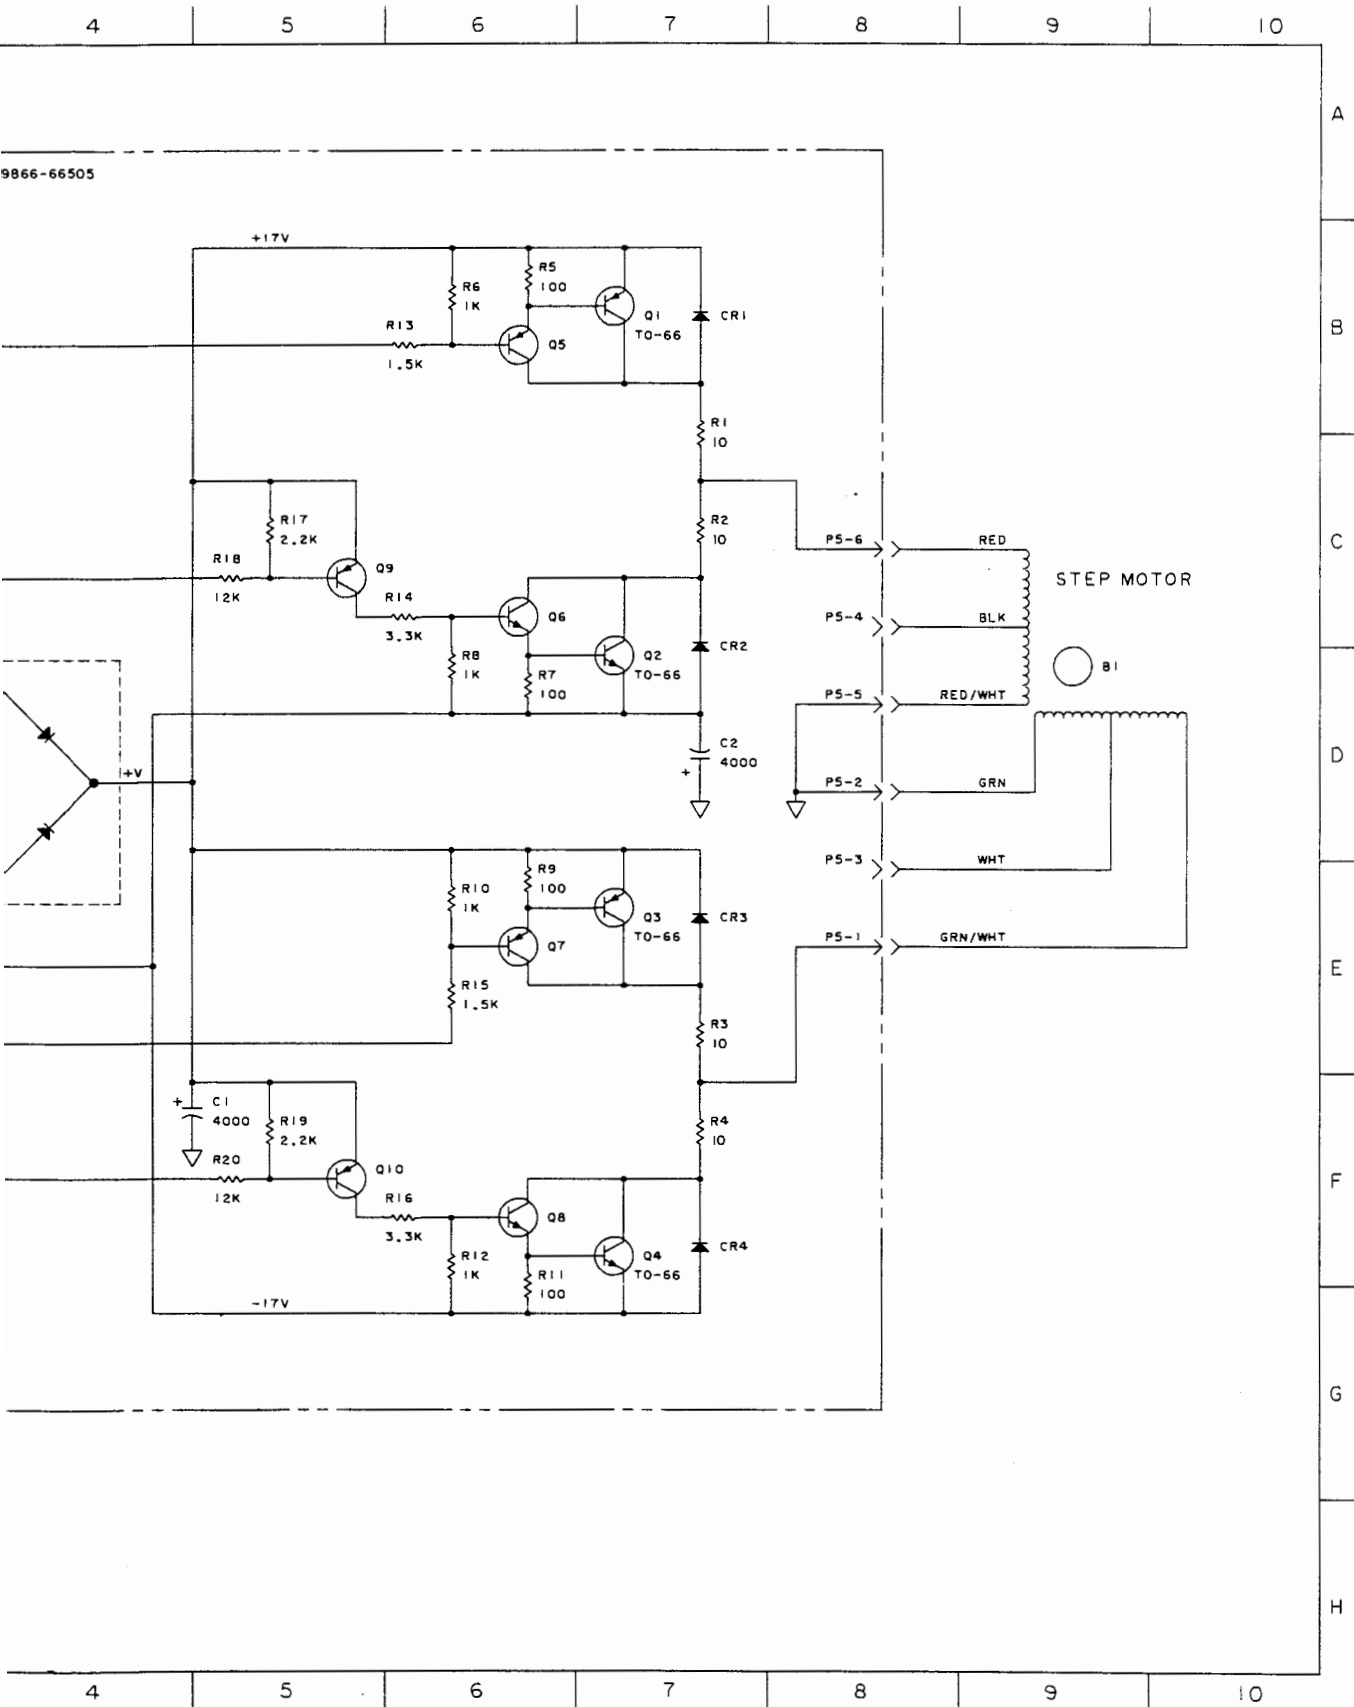 4 5 6 7 8 9 10
A
9866-66505
+17V
R5
100
R6
1K
Q1
TO-66
CR1
B
R13
1.5K
Q5
R1
10
R17
2.2K
R2
10
P5-6
RED
C
R18
12K
Q9
STEP MOTOR
R14
3.3K
Q6
P5-4
BLK
R8
1K
Q2
TO-66
CR2
B1
R7
100
P5-5
RED/WHT
C2
4000
+
D
+V
P5-2
GRN
P5-3
WHT
R9
100
R10
1K
Q3
TO-66
CR3
Q7
P5-1
GRN/WHT
E
R15
1.5K
R3
10
+
C1
4000
R19
2.2K
R4
10
R20
12K
Q10
F
R16
3.3K
Q8
R12
1K
Q4
TO-66
CR4
R11
100
-17V
G
H
4 5 6 7 8 9 10